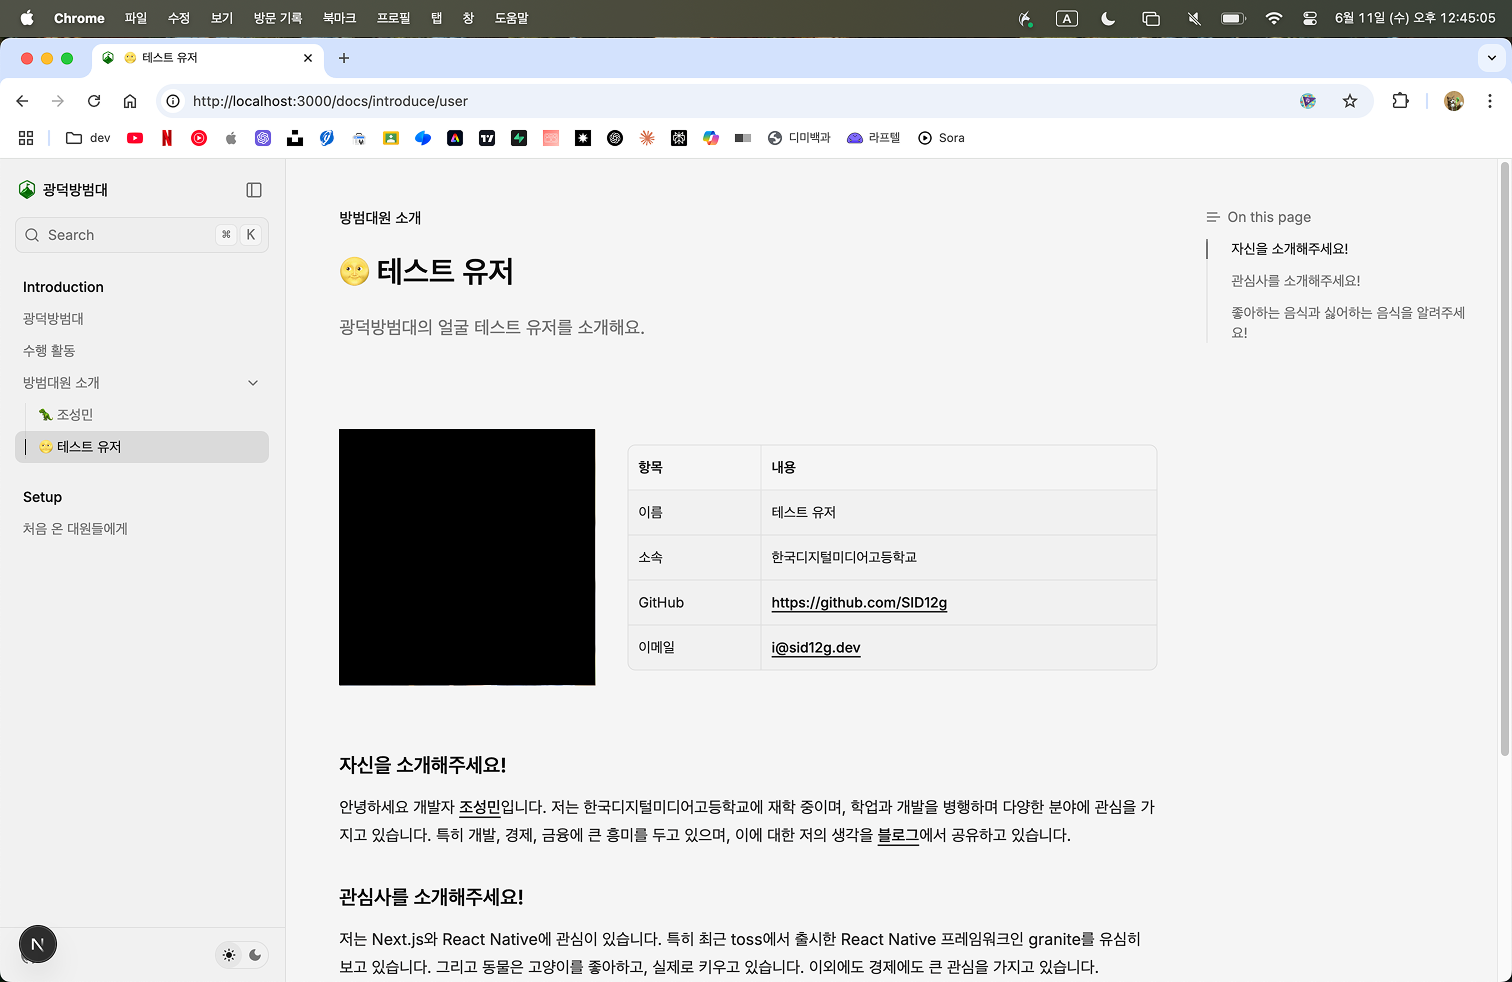 Chrome 파일 수정 보기 방문 기록 북마크 프로필 탭 창 도움말
A
6월 11일 (수) 오후 12:45:05
테스트 유저
http://localhost:3000/docs/introduce/user
dev
디미백과
라프텔
Sora
광덕방범대
Search ⌘ K
Introduction
광덕방범대
수행 활동
방범대원 소개
조성민
테스트 유저
Setup
처음 온 대원들에게
N
방범대원 소개
테스트 유저
광덕방범대의 얼굴 테스트 유저를 소개해요.
항목 내용
이름 테스트 유저
소속 한국디지털미디어고등학교
GitHub https://github.com/SID12g
이메일 i@sid12g.dev
자신을 소개해주세요!
안녕하세요 개발자 조성민입니다. 저는 한국디지털미디어고등학교에 재학 중이며, 학업과 개발을 병행하며 다양한 분야에 관심을 가
지고 있습니다. 특히 개발, 경제, 금융에 큰 흥미를 두고 있으며, 이에 대한 저의 생각을 블로그에서 공유하고 있습니다.
관심사를 소개해주세요!
저는 Next.js와 React Native에 관심이 있습니다. 특히 최근 toss에서 출시한 React Native 프레임워크인 granite를 유심히
보고 있습니다. 그리고 동물은 고양이를 좋아하고, 실제로 키우고 있습니다. 이외에도 경제에도 큰 관심을 가지고 있습니다.
On this page
자신을 소개해주세요!
관심사를 소개해주세요!
좋아하는 음식과 싫어하는 음식을 알려주세
요!